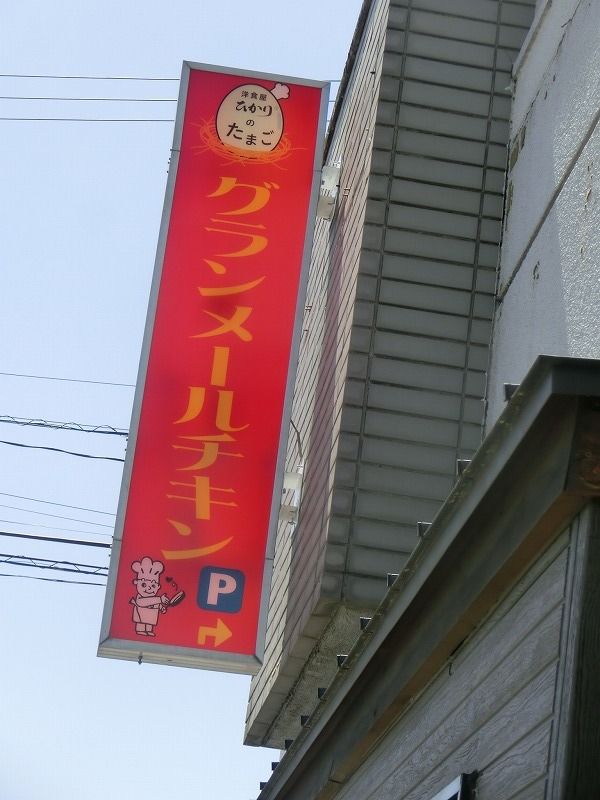 洋食屋
ひかり
の
たまご
グランメールチキン
P